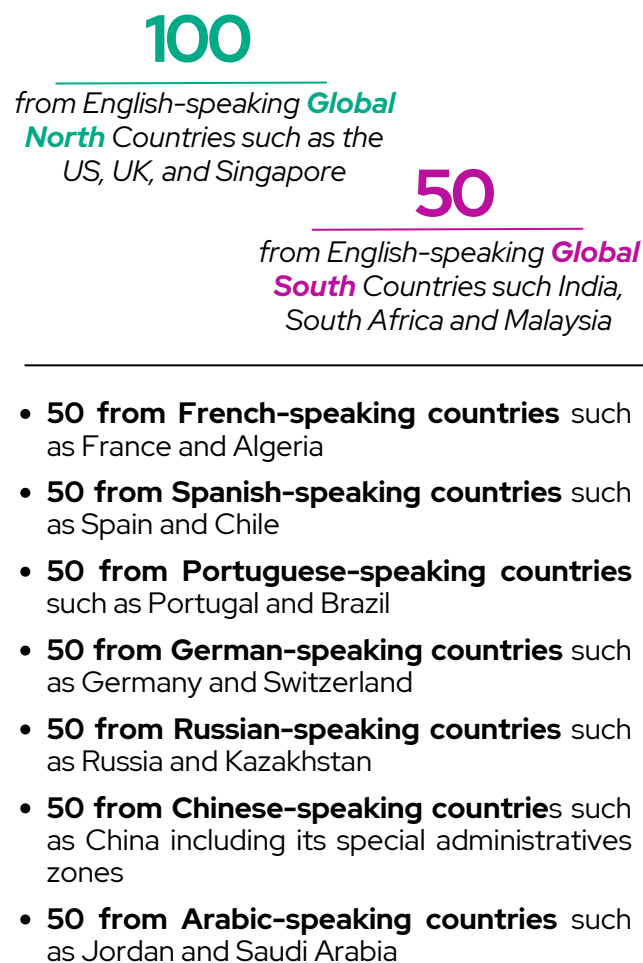 100
from English-speaking Global
North Countries such as the
US, UK, and Singapore
50
from English-speaking Global
South Countries such India,
South Africa and Malaysia
• 50 from French-speaking countries such
as France and Algeria
• 50 from Spanish-speaking countries such
as Spain and Chile
• 50 from Portuguese-speaking countries
such as Portugal and Brazil
• 50 from German-speaking countries such
as Germany and Switzerland
• 50 from Russian-speaking countries such
as Russia and Kazakhstan
• 50 from Chinese-speaking countries such
as China including its special administratives
zones
• 50 from Arabic-speaking countries such
as Jordan and Saudi Arabia